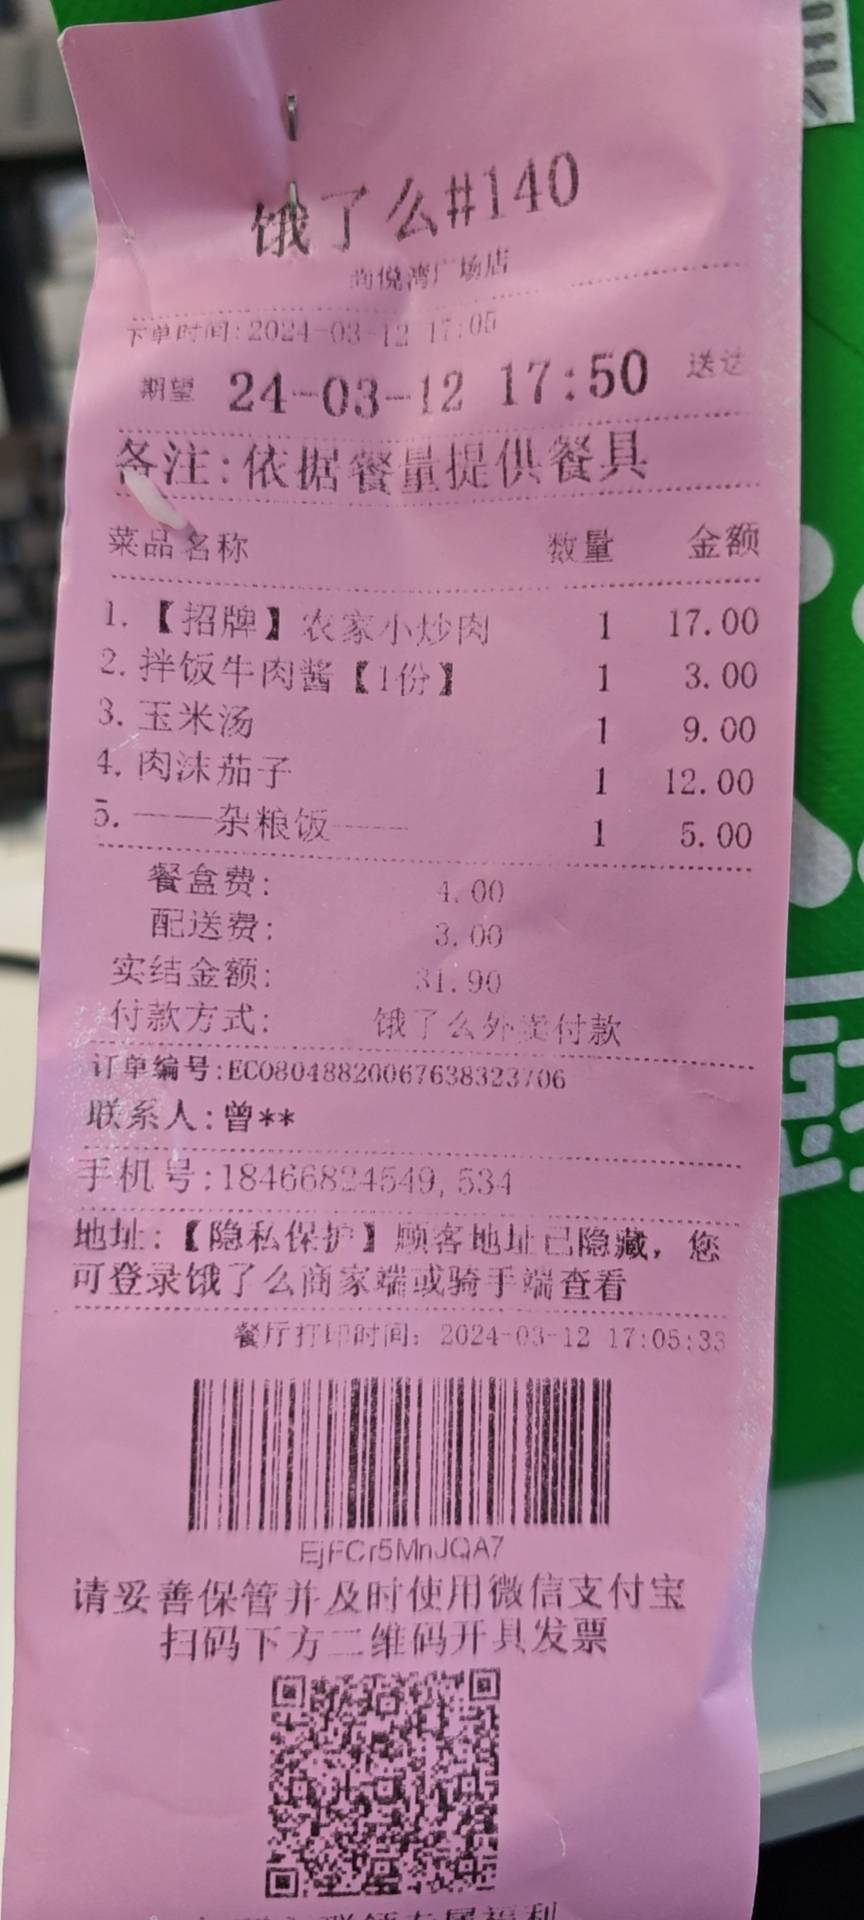 饿了么#140
尚悦湾广场店
下单时间:2024-03-12 17:05
期望 24-03-12 17:50 送达
备注:依据餐量提供餐具
菜品名称 数量 金额
1.【招牌】农家小炒肉 1 17.00
2.拌饭牛肉酱【1份】 1 3.00
3.玉米汤 1 9.00
4.肉沫茄子 1 12.00
5.——杂粮饭—— 1 5.00
餐盒费: 4.00
配送费: 3.00
实结金额: 31.90
付款方式: 饿了么外卖付款
订单编号:EC08048820067638323706
联系人:曾**
手机号:18466824549,534
地址:【隐私保护】顾客地址已隐藏，您
可登录饿了么商家端或骑手端查看
餐厅打印时间: 2024-03-12 17:05:33
EjFCr5MnJQA7
请妥善保管并及时使用微信支付宝
扫码下方二维码开具发票